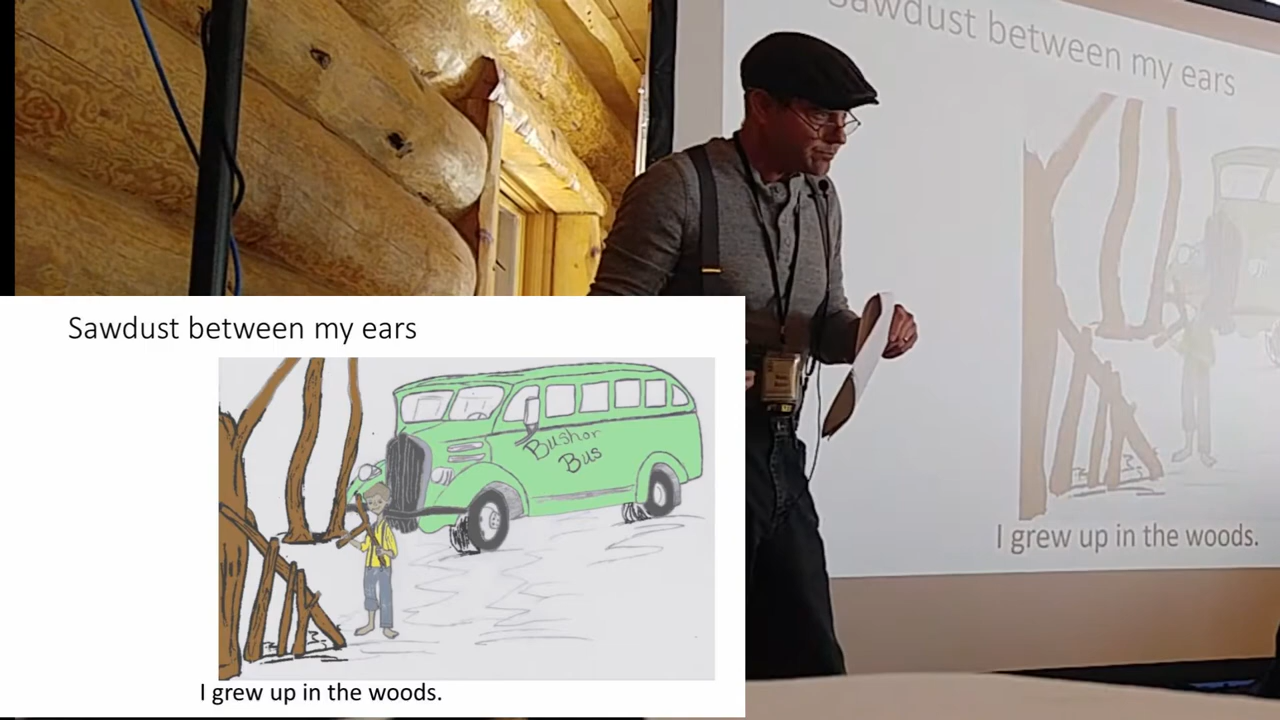 Sawdust between my ears
I grew up in the woods.
Sawdust between my ears
Bushor
Bus
I grew up in the woods.